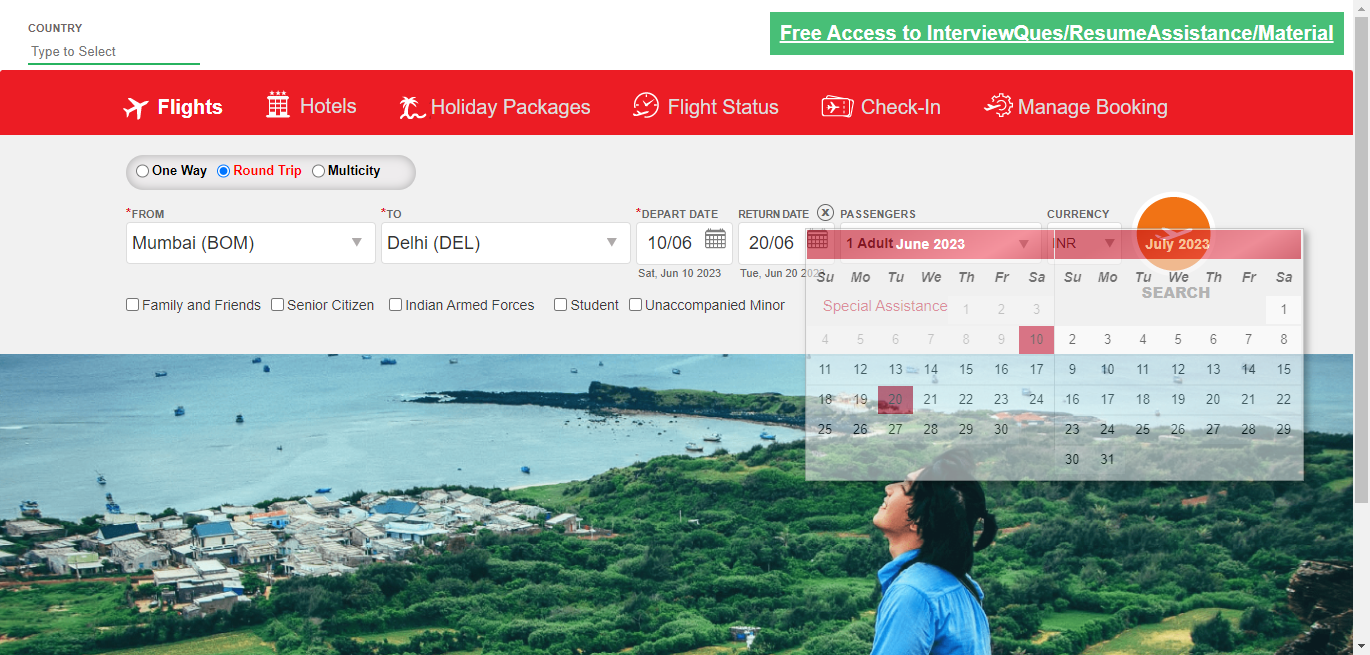 COUNTRY
Type to Select
Free Access to InterviewQues/ResumeAssistance/Material
Flights Hotels Holiday Packages Flight Status Check-In Manage Booking
One Way Round Trip Multicity
*FROM *TO *DEPART DATE RETURN DATE X PASSENGERS CURRENCY
Mumbai (BOM) Delhi (DEL) 10/06 20/06 1 Adult INR
Sat, Jun 10 2023 Tue, Jun 20 2023
SEARCH
Family and Friends Senior Citizen Indian Armed Forces Student Unaccompanied Minor Special Assistance
June 2023 July 2023
Su Mo Tu We Th Fr Sa Su Mo Tu We Th Fr Sa
1 2 3 1
4 5 6 7 8 9 10 2 3 4 5 6 7 8
11 12 13 14 15 16 17 9 10 11 12 13 14 15
18 19 20 21 22 23 24 16 17 18 19 20 21 22
25 26 27 28 29 30 23 24 25 26 27 28 29
30 31